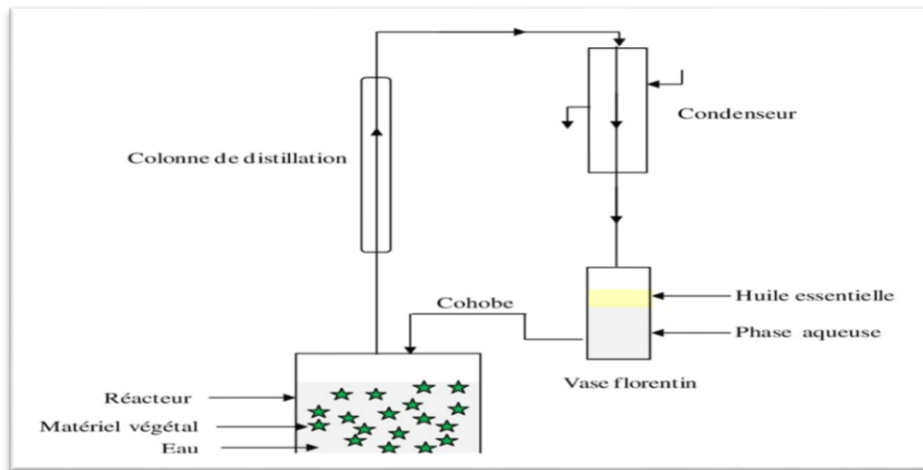 Condenseur
Colonne de distillation
Huile essentielle
Cohobe
Phase aqueuse
Vase florentin
Réacteur
Matériel végétal
Eau